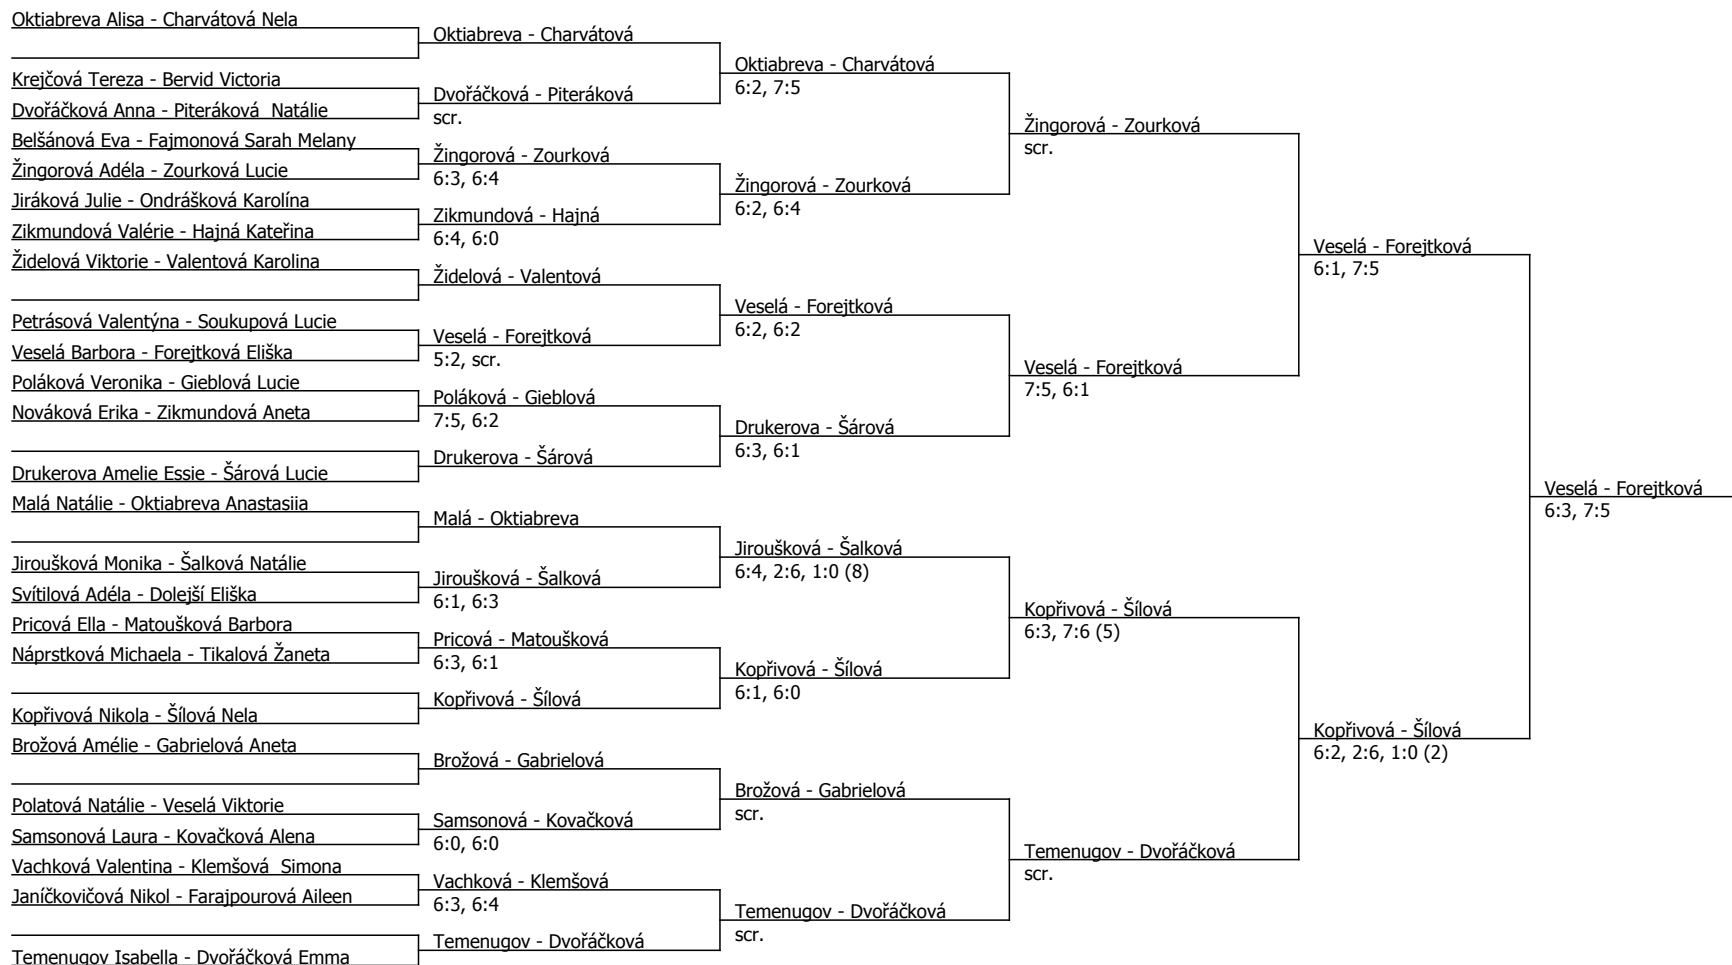 Oktiabreva Alisa - Charvátová Nela
Krejčová Tereza - Bervid Victoria
Dvořáčková Anna - Piteráková  Natálie
Belšánová Eva - Fajmonová Sarah Melany
Žingorová Adéla - Zourková Lucie
Jiráková Julie - Ondrášková Karolína
Zikmundová Valérie - Hajná Kateřina
Židelová Viktorie - Valentová Karolina
Petrásová Valentýna - Soukupová Lucie
Veselá Barbora - Forejtková Eliška
Poláková Veronika - Gieblová Lucie
Nováková Erika - Zikmundová Aneta
Drukerova Amelie Essie - Šárová Lucie
Malá Natálie - Oktiabreva Anastasiia
Jiroušková Monika - Šalková Natálie
Svítilová Adéla - Dolejší Eliška
Pricová Ella - Matoušková Barbora
Náprstková Michaela - Tikalová Žaneta
Kopřivová Nikola - Šílová Nela
Brožová Amélie - Gabrielová Aneta
Polatová Natálie - Veselá Viktorie
Samsonová Laura - Kovačková Alena
Vachková Valentina - Klemšová  Simona
Janíčkovičová Nikol - Farajpourová Aileen
Temenugov Isabella - Dvořáčková Emma
Oktiabreva - Charvátová
Dvořáčková - Piteráková
scr.
Žingorová - Zourková
6:3, 6:4
Zikmundová - Hajná
6:4, 6:0
Židelová - Valentová
Veselá - Forejtková
5:2, scr.
Poláková - Gieblová
7:5, 6:2
Drukerova - Šárová
Malá - Oktiabreva
Jiroušková - Šalková
6:1, 6:3
Pricová - Matoušková
6:3, 6:1
Kopřivová - Šílová
Brožová - Gabrielová
Samsonová - Kovačková
6:0, 6:0
Vachková - Klemšová
6:3, 6:4
Temenugov - Dvořáčková
Oktiabreva - Charvátová
6:2, 7:5
Žingorová - Zourková
6:2, 6:4
Veselá - Forejtková
6:2, 6:2
Drukerova - Šárová
6:3, 6:1
Jiroušková - Šalková
6:4, 2:6, 1:0 (8)
Kopřivová - Šílová
6:1, 6:0
Brožová - Gabrielová
scr.
Temenugov - Dvořáčková
scr.
Žingorová - Zourková
scr.
Veselá - Forejtková
7:5, 6:1
Kopřivová - Šílová
6:3, 7:6 (5)
Temenugov - Dvořáčková
scr.
Veselá - Forejtková
6:1, 7:5
Kopřivová - Šílová
6:2, 2:6, 1:0 (2)
Veselá - Forejtková
6:3, 7:5